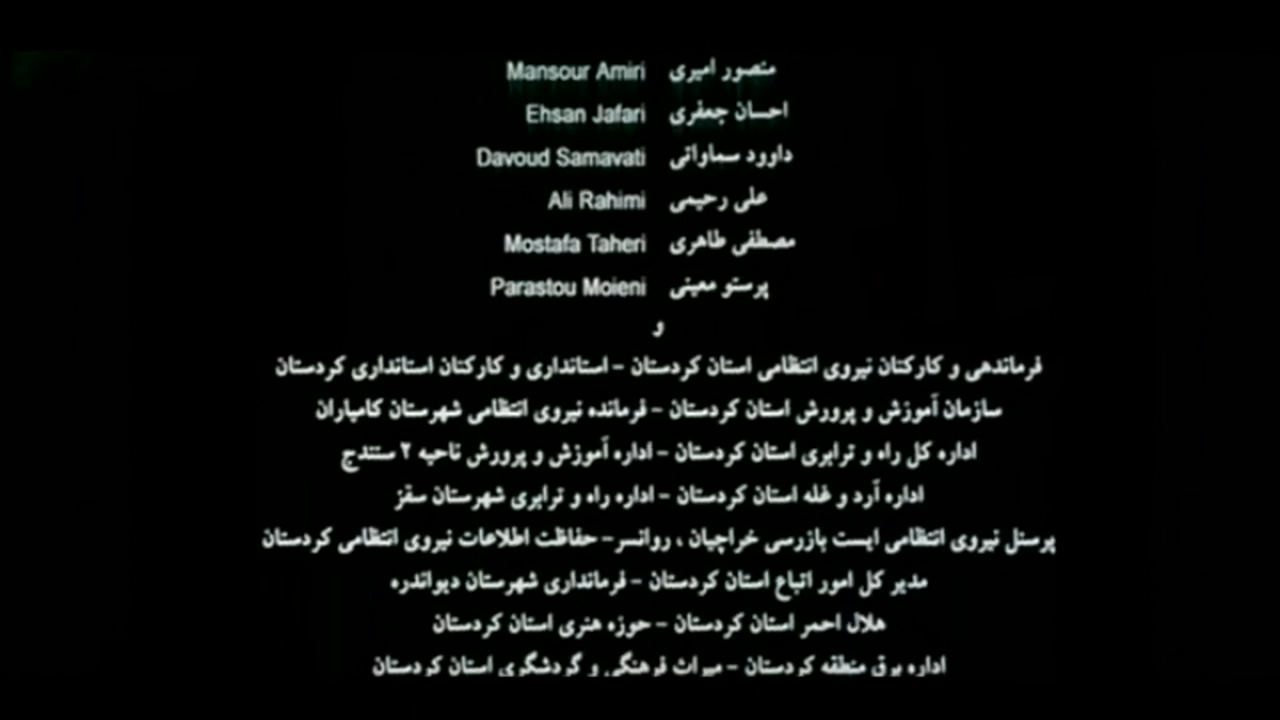 Mansour Amiri منصور امیری
Ehsan Jafari احسان جعفری
Davoud Samavati داوود سماواتی
Ali Rahimi علی رحیمی
Mostafa Taheri مصطفی طاهری
Parastou Moieni پرستو معینی
و
فرماندهی و کارکنان نیروی انتظامی استان کردستان - استانداری و کارکنان استانداری کردستان
سازمان آموزش و پرورش استان کردستان - فرمانده نیروی انتظامی شهرستان کامیاران
اداره کل راه و ترابری استان کردستان - اداره آموزش و پرورش ناحیه ۲ سنندج
اداره آرد و غله استان کردستان - اداره راه و ترابری شهرستان سقز
پرسنل نیروی انتظامی ایست بازرسی خراچیان ، روانسر - حفاظت اطلاعات نیروی انتظامی کردستان
مدیر کل امور اتباع استان کردستان - فرمانداری شهرستان دیواندره
هلال احمر استان کردستان - حوزه هنری استان کردستان
اداره برق منطقه کردستان - میراث فرهنگی و گردشگری استان کردستان